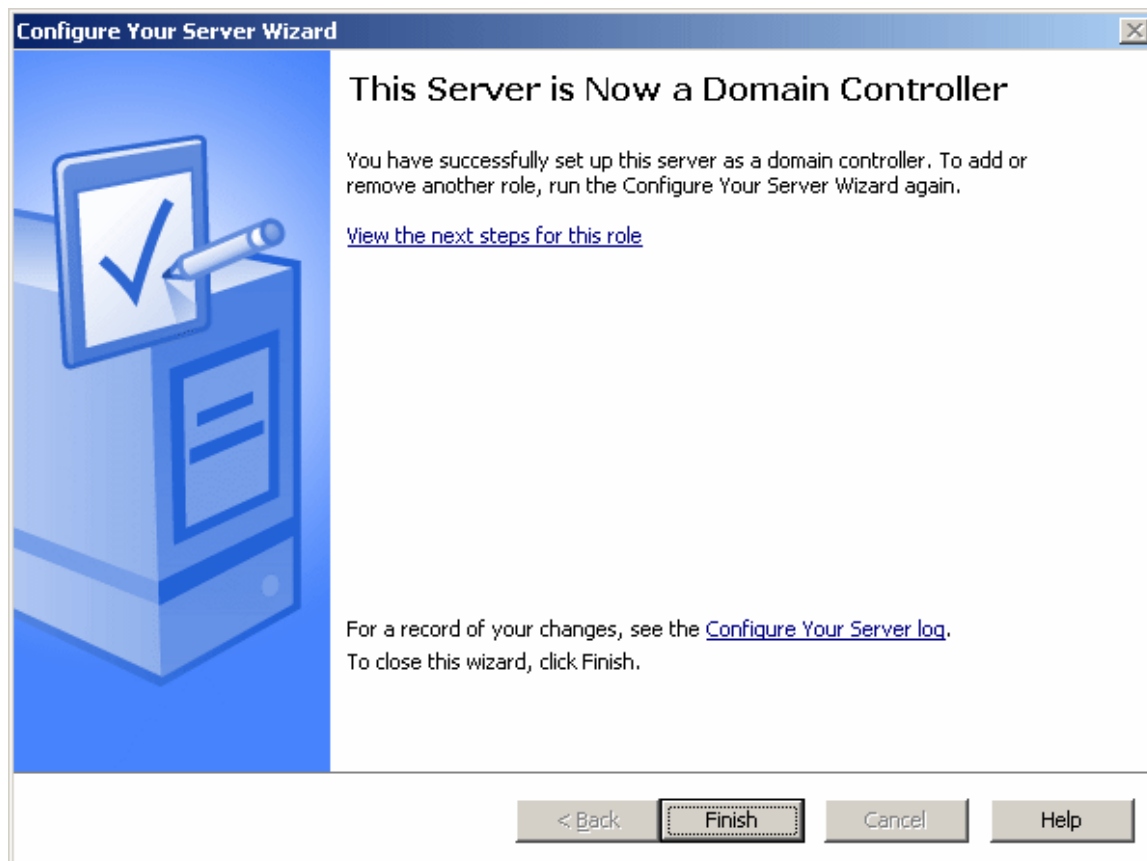 Configure Your Server Wizard
This Server is Now a Domain Controller
You have successfully set up this server as a domain controller. To add or
remove another role, run the Configure Your Server Wizard again.
View the next steps for this role
For a record of your changes, see the Configure Your Server log.
To close this wizard, click Finish.
< Back Finish Cancel Help